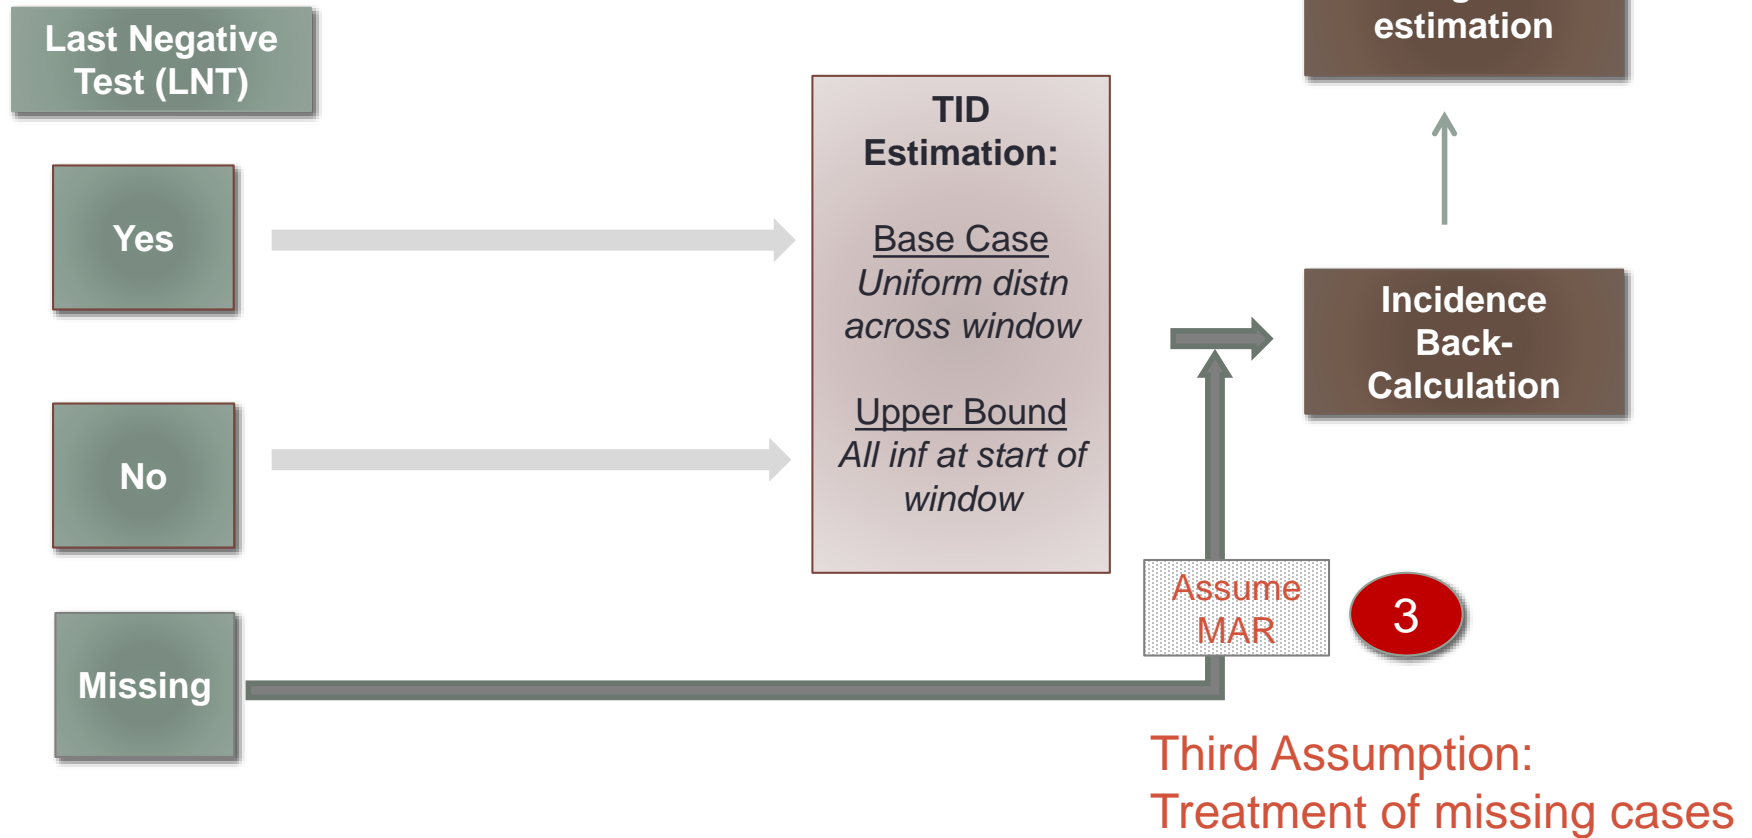 estimation
Last Negative
Test (LNT)
Yes
No
Missing
TID
Estimation:
Base Case
Uniform distn
across window
Upper Bound
All inf at start of
window
Incidence
Back-
Calculation
Assume
MAR
3
Third Assumption:
Treatment of missing cases